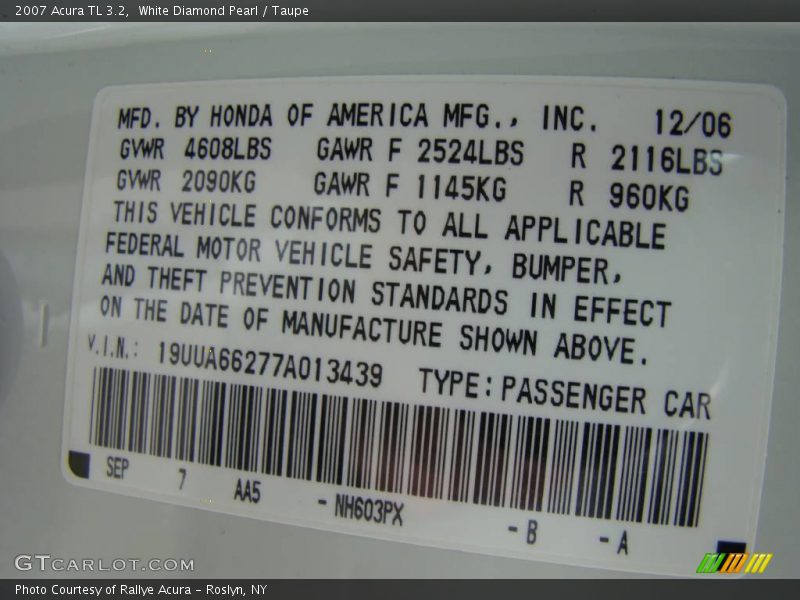 2007 Acura TL 3.2,  White Diamond Pearl / Taupe
MFD. BY HONDA OF AMERICA MFG., INC. 12/06
GVWR 4608LBS GAWR F 2524LBS R 2116LBS
GVWR 2090KG GAWR F 1145KG R 960KG
THIS VEHICLE CONFORMS TO ALL APPLICABLE
FEDERAL MOTOR VEHICLE SAFETY, BUMPER,
AND THEFT PREVENTION STANDARDS IN EFFECT
ON THE DATE OF MANUFACTURE SHOWN ABOVE.
V.I.N.: 19UUA66277A013439 TYPE: PASSENGER CAR
SEP 7 AA5 - NH603PX - B - A
GTCARLOT.COM
Photo Courtesy of Rallye Acura – Roslyn, NY